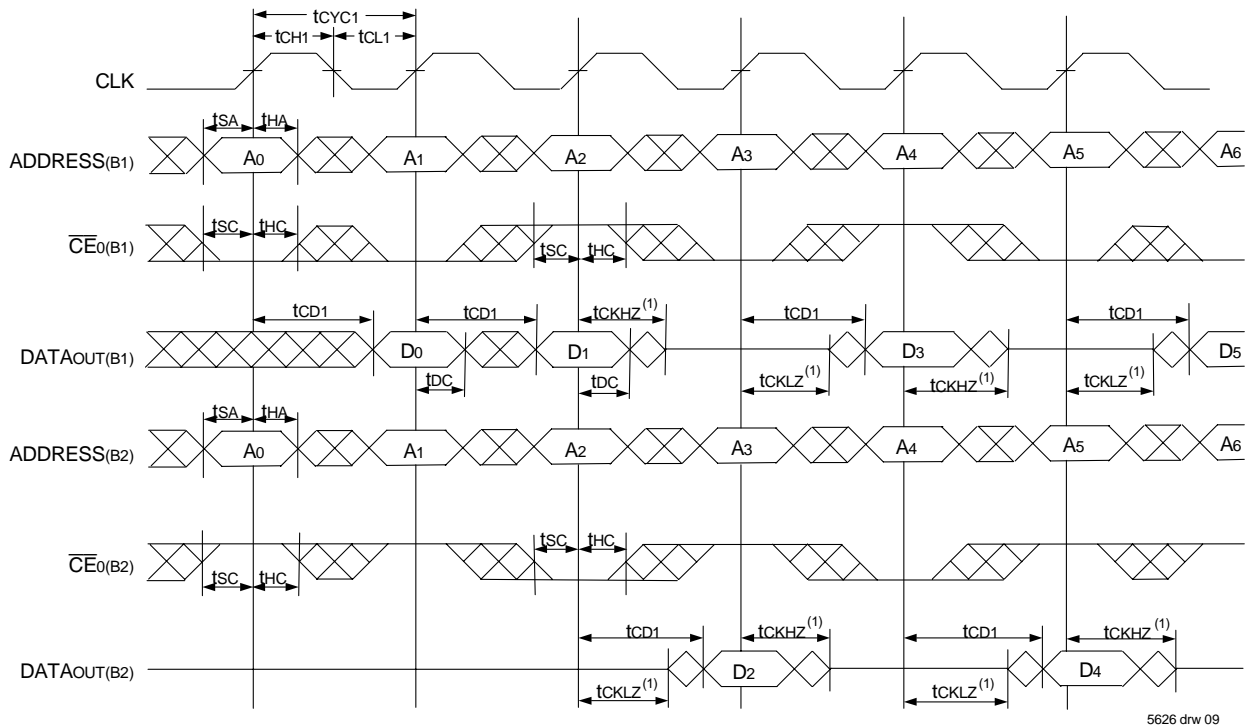 tCYC1
tCH1 tCL1
CLK
tSA tHA
ADDRESS(B1) A0 A1 A2 A3 A4 A5 A6
tSC tHC
CE0(B1) tSC tHC
tCD1 tCD1 tCKHZ(1) tCD1 tCD1
DATAOUT(B1) D0 D1 D3 D5
tDC tDC tCKLZ(1) tCKHZ(1) tCKLZ(1)
tSA tHA
ADDRESS(B2) A0 A1 A2 A3 A4 A5 A6
tSC tHC
CE0(B2)
tSC tHC
tCD1 tCKHZ(1) tCD1 tCKHZ(1)
DATAOUT(B2) D2 D4
tCKLZ(1) tCKLZ(1)
5626 drw 09